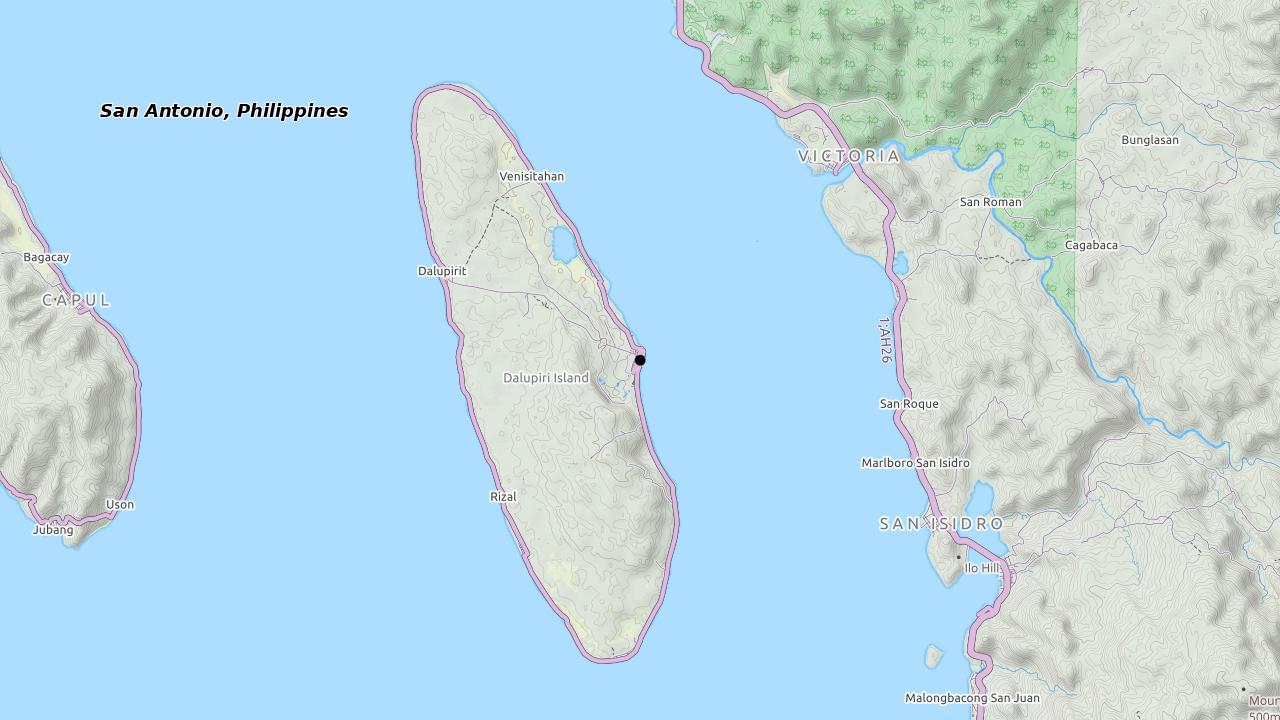 San Antonio, Philippines
Bunglasan
VICTORIA
Venisitahan
San Roman
Cagabaca
Bagacay
Dalupirit
CAPUL
1;AH26
Dalupiri Island
San Roque
Marlboro San Isidro
Rizal
Uson
SAN ISIDRO
Jubang
Ilo Hill
Malongbacong San Juan
Moun
500m